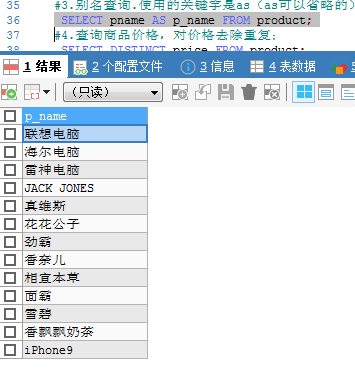 35 #3.别名查询.使用的关键字是as（as可以省略的）
36 SELECT pname AS p_name FROM product;
37 #4.查询商品价格，对价格去除重复;
38 SELECT DISTINCT price FROM product;
1 结果 2 个配置文件 3 信息 4 表数据 5
（只读）
p_name
联想电脑
海尔电脑
雷神电脑
JACK JONES
真维斯
花花公子
劲霸
香奈儿
相宜本草
面霸
雪碧
香飘飘奶茶
iPhone9